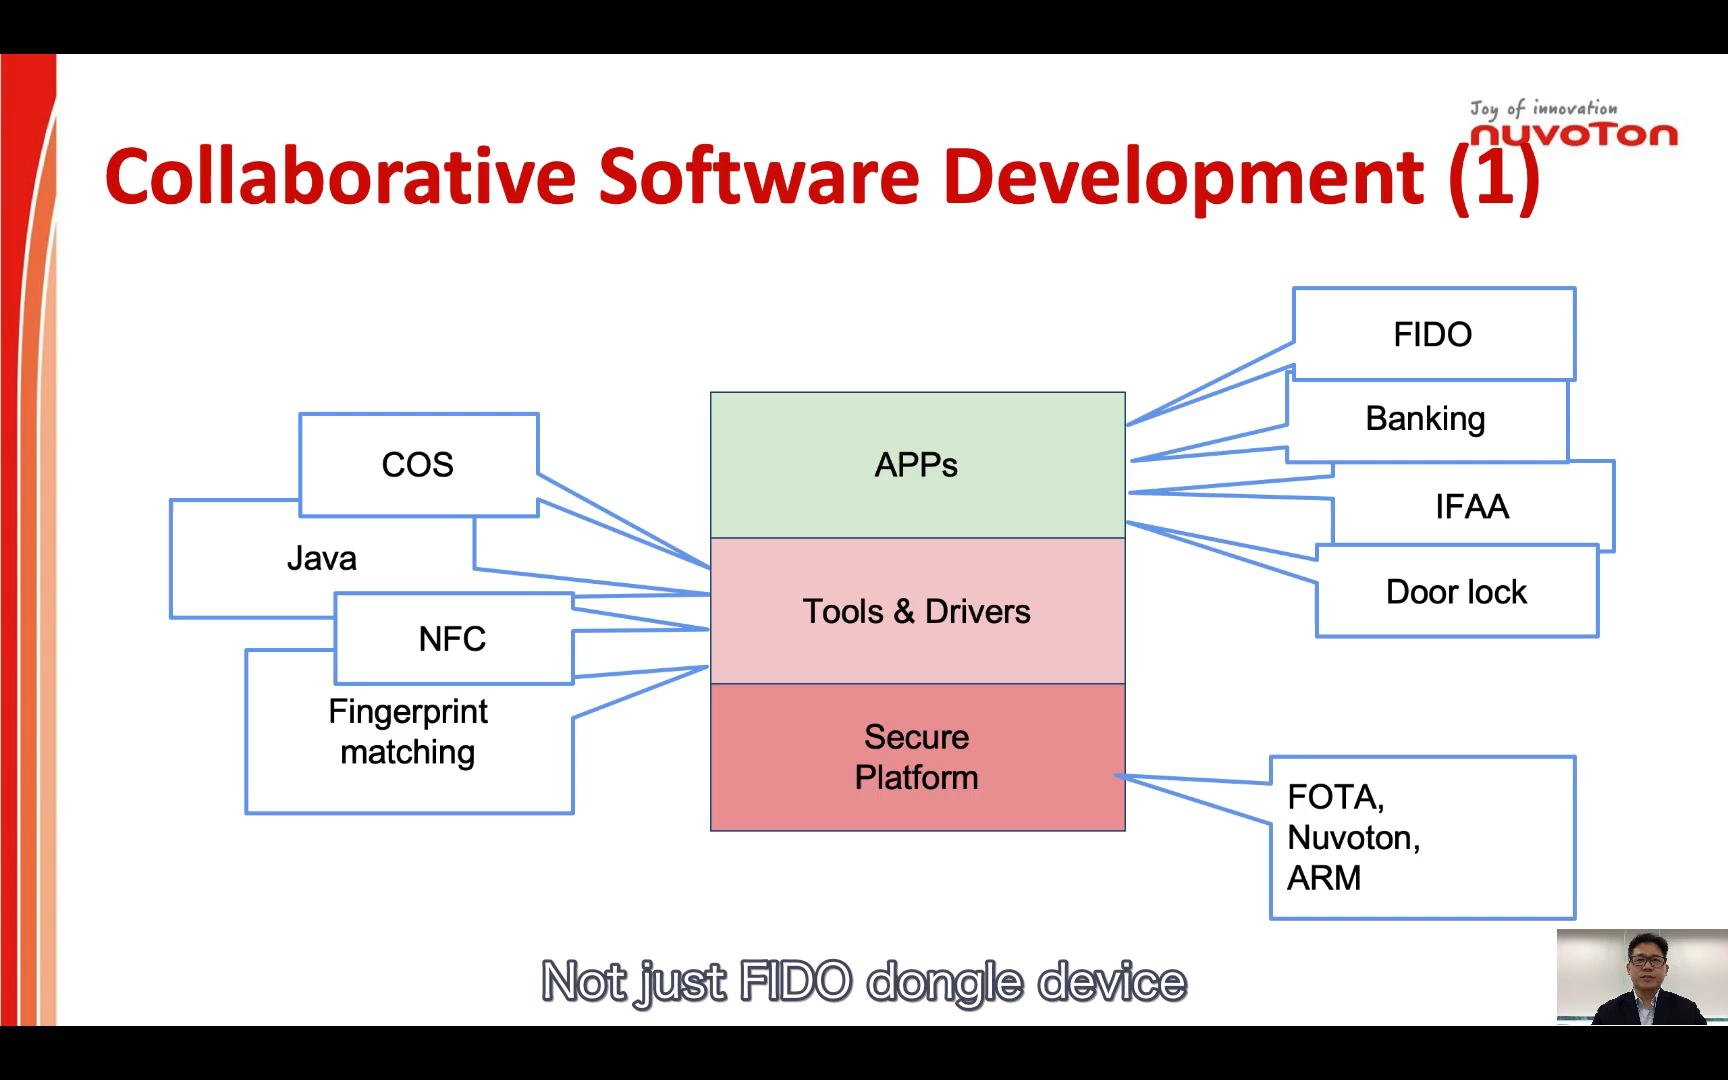 Joy of innovation
nuvoTon
Collaborative Software Development (1)
FIDO
Banking
IFAA
Door lock
COS
Java
NFC
Fingerprint
matching
APPs
Tools & Drivers
Secure
Platform
FOTA,
Nuvoton,
ARM
Not just FIDO dongle device